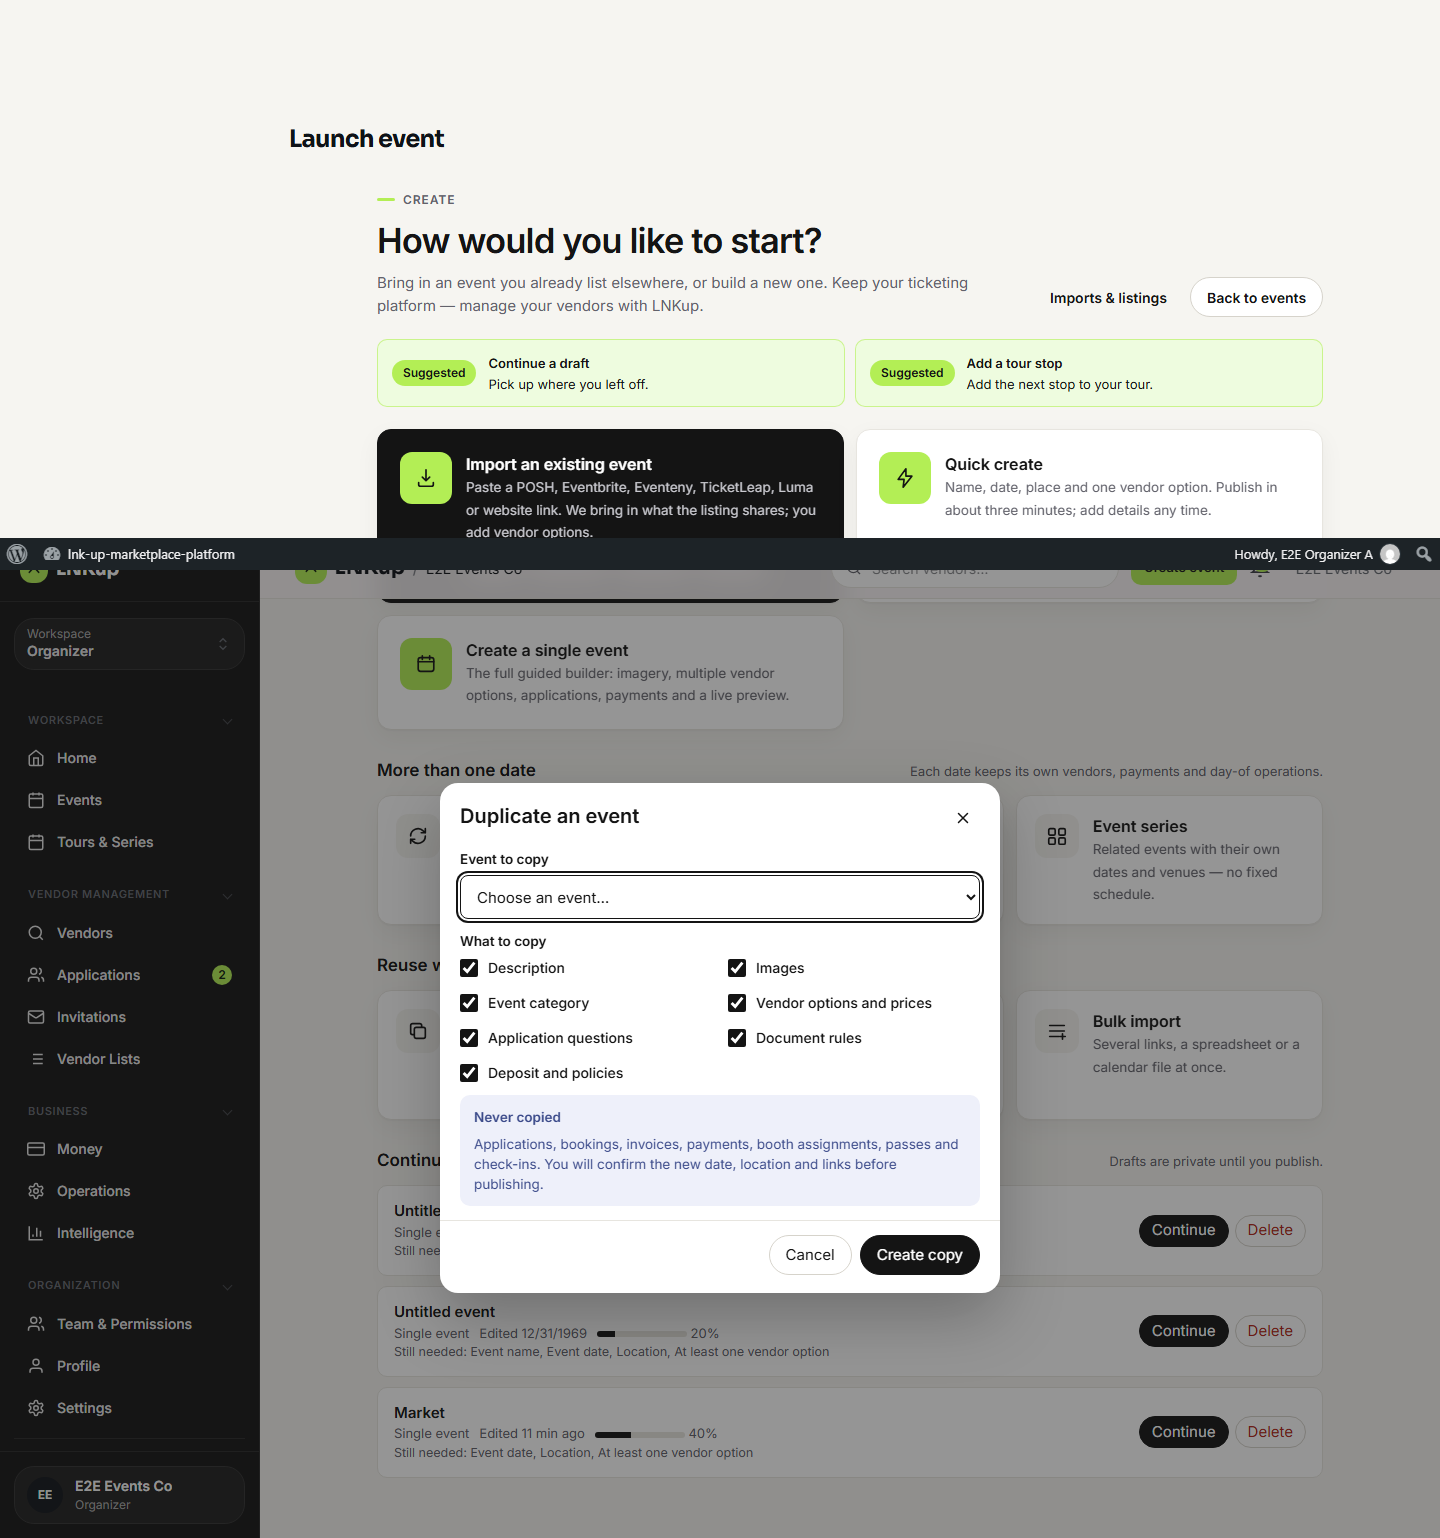 Launch event
CREATE
How would you like to start?
Bring in an event you already list elsewhere, or build a new one. Keep your ticketing
platform — manage your vendors with LNKup.
Imports & listings
Back to events
Suggested
Continue a draft
Pick up where you left off.
Suggested
Add a tour stop
Add the next stop to your tour.
Import an existing event
Paste a POSH, Eventbrite, Eventeny, TicketLeap, Luma
or website link. We bring in what the listing shares; you
add vendor options.
Quick create
Name, date, place and one vendor option. Publish in
about three minutes; add details any time.
lnk-up-marketplace-platform
Howdy, E2E Organizer A
LNKup
LNKup / E2E Events Co
Search vendors...
Create event
E2E Events Co
Workspace
Organizer
WORKSPACE
Home
Events
Tours & Series
VENDOR MANAGEMENT
Vendors
Applications
2
Invitations
Vendor Lists
BUSINESS
Money
Operations
Intelligence
ORGANIZATION
Team & Permissions
Profile
Settings
EE
E2E Events Co
Organizer
Create a single event
The full guided builder: imagery, multiple vendor
options, applications, payments and a live preview.
More than one date
Each date keeps its own vendors, payments and day-of operations.
Event series
Related events with their own
dates and venues — no fixed
schedule.
Reuse
Bulk import
Several links, a spreadsheet or a
calendar file at once.
Drafts are private until you publish.
Duplicate an event
Event to copy
Choose an event...
What to copy
Description
Images
Event category
Vendor options and prices
Application questions
Document rules
Deposit and policies
Never copied
Applications, bookings, invoices, payments, booth assignments, passes and
check-ins. You will confirm the new date, location and links before
publishing.
Cancel
Create copy
Single
Still
Continue
Delete
Untitled event
Single event Edited 12/31/1969 20%
Still needed: Event name, Event date, Location, At least one vendor option
Continue
Delete
Market
Single event Edited 11 min ago 40%
Still needed: Event date, Location, At least one vendor option
Continue
Delete